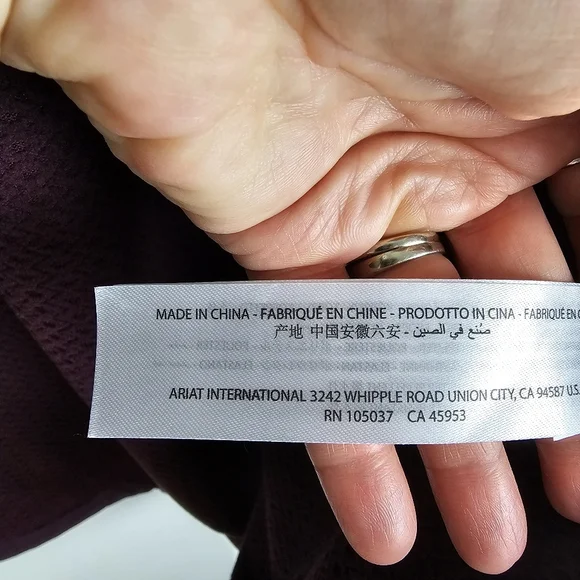 MADE IN CHINA - FABRIQUÉ EN CHINE - PRODOTTO IN CINA - FABRIQUÉ EN
产地 中国安徽六安 - صُنع في الصين
ARIAT INTERNATIONAL 3242 WHIPPLE ROAD UNION CITY, CA 94587 U.S.
RN 105037 CA 45953